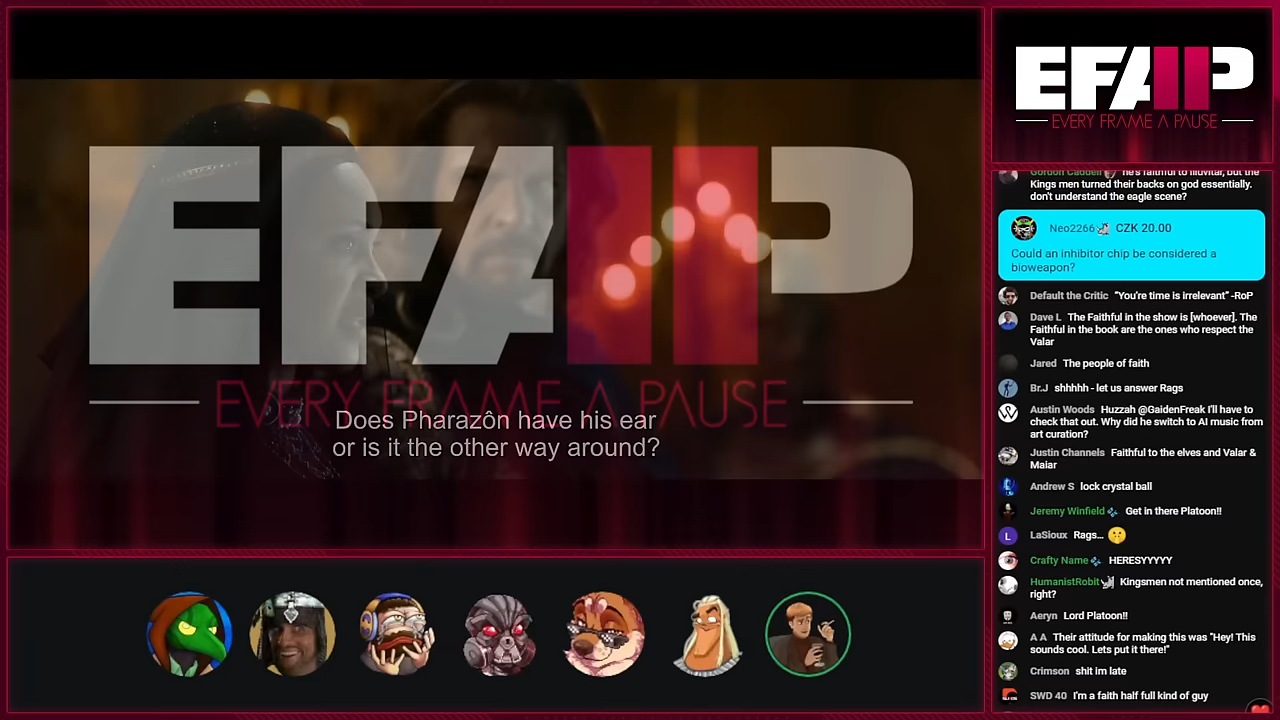 EFAP
EVERY FRAME A PAUSE
Does Pharazôn have his ear
or is it the other way around?
EFAP
EVERY FRAME A PAUSE
Gordon Caddell he's faithful to Illuvitar, but the
Kings men turned their backs on god essentially.
don't understand the eagle scene?
Neo2266 CZK 20.00
Could an inhibitor chip be considered a
bioweapon?
Default the Critic “You're time is irrelevant” -RoP
Dave L The Faithful in the show is [whoever]. The
Faithful in the book are the ones who respect the
Valar
Jared The people of faith
Br.J shhhhh - let us answer Rags
Austin Woods Huzzah @GaidenFreak I'll have to
check that out. Why did he switch to AI music from
art curation?
Justin Channels Faithful to the elves and Valar &
Maiar
Andrew S lock crystal ball
Jeremy Winfield Get in there Platoon!!
L LaSioux Rags...
Crafty Name HERESYYYYY
HumanistRobit Kingsmen not mentioned once,
right?
Aeryn Lord Platoon!!
A A Their attitude for making this was "Hey! This
sounds cool. Lets put it there!"
Crimson shit im late
SWD 40 I'm a faith half full kind of guy